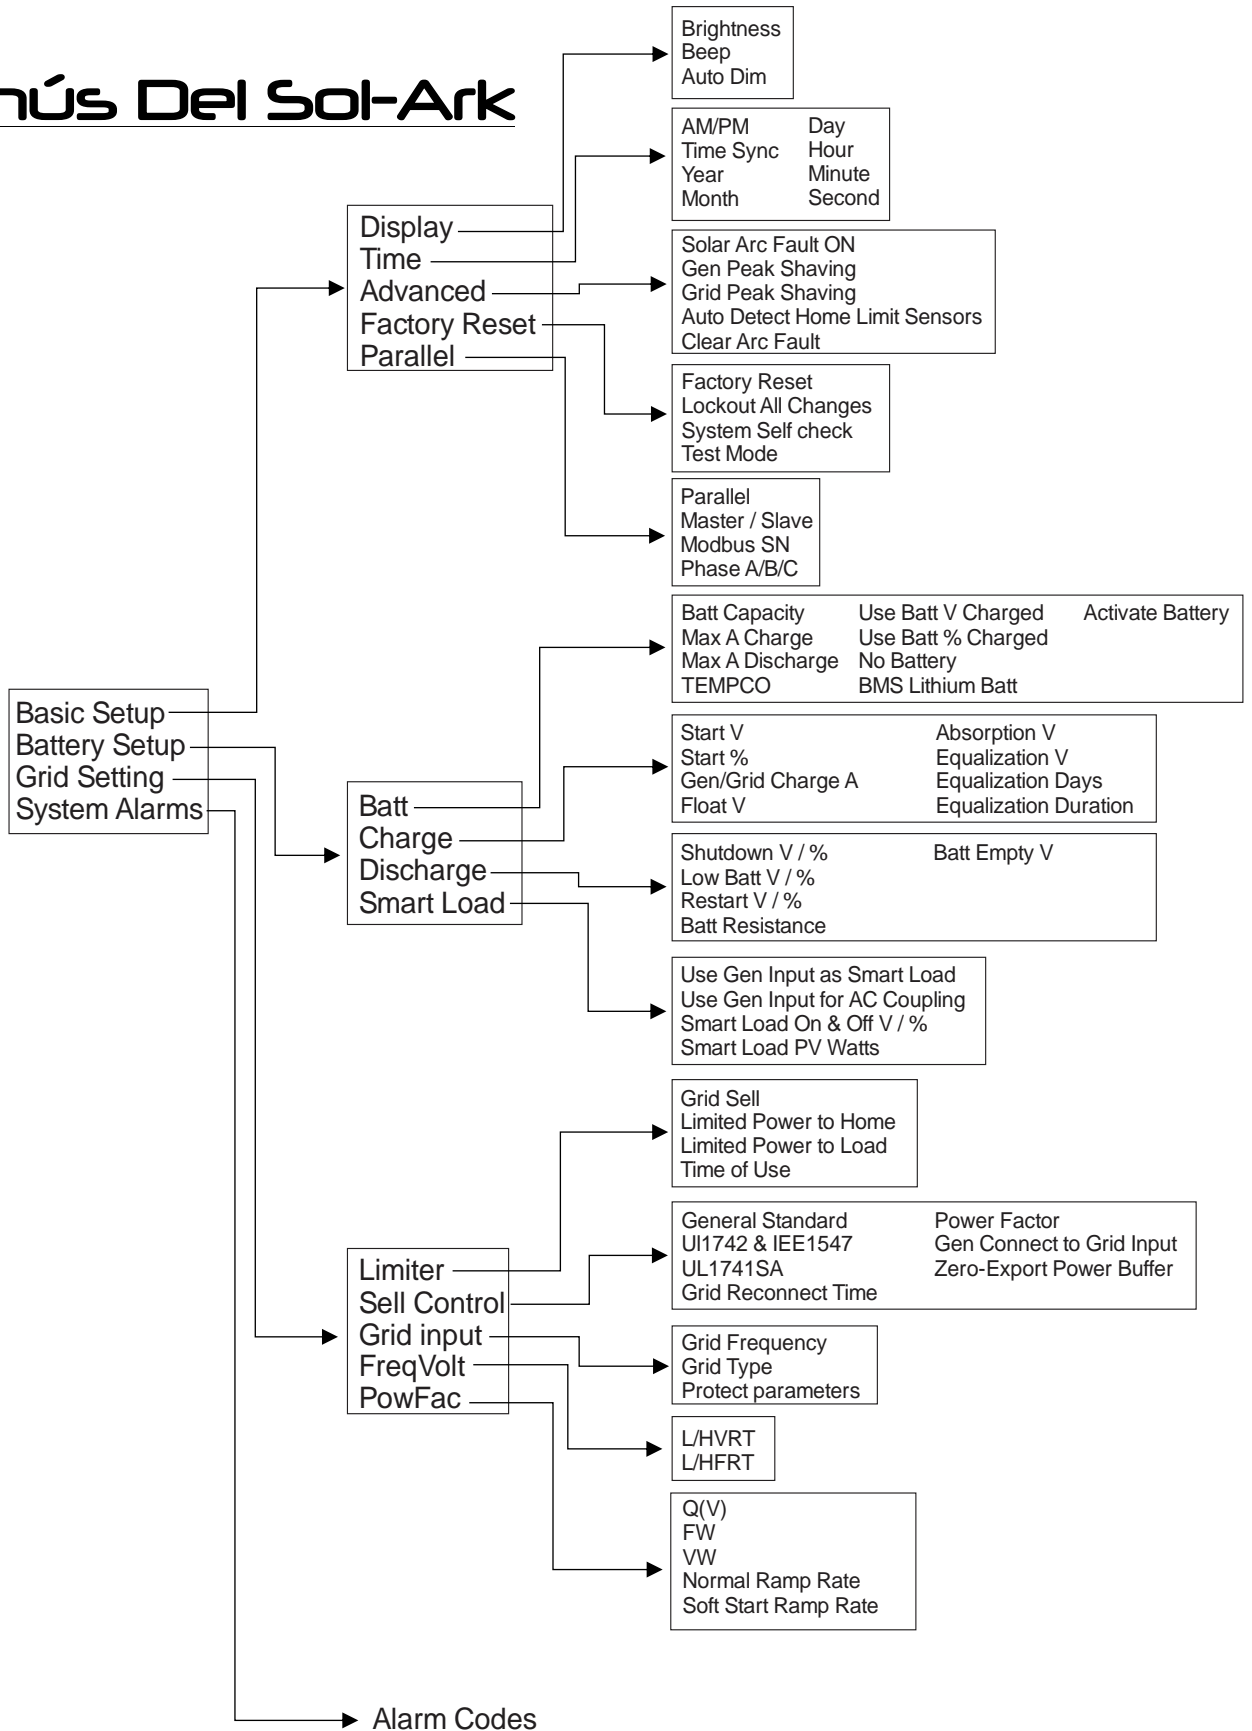 Del Sol-Ark
Brightness
Beep
Auto Dim
AM/PM Day
Time Sync Hour
Year Minute
Month Second
Display
Time
Advanced
Factory Reset
Parallel
Solar Arc Fault ON
Gen Peak Shaving
Grid Peak Shaving
Auto Detect Home Limit Sensors
Clear Arc Fault
Factory Reset
Lockout All Changes
System Self check
Test Mode
Parallel
Master / Slave
Modbus SN
Phase A/B/C
Basic Setup
Battery Setup
Grid Setting
System Alarms
Batt Capacity Use Batt V Charged Activate Battery
Max A Charge Use Batt % Charged
Max A Discharge No Battery
TEMPCO BMS Lithium Batt
Batt
Charge
Discharge
Smart Load
Start V Absorption V
Start % Equalization V
Gen/Grid Charge A Equalization Days
Float V Equalization Duration
Shutdown V / % Batt Empty V
Low Batt V / %
Restart V / %
Batt Resistance
Use Gen Input as Smart Load
Use Gen Input for AC Coupling
Smart Load On & Off V / %
Smart Load PV Watts
Limiter
Sell Control
Grid input
FreqVolt
PowFac
Grid Sell
Limited Power to Home
Limited Power to Load
Time of Use
General Standard Power Factor
Ul1742 & IEE1547 Gen Connect to Grid Input
UL1741SA Zero-Export Power Buffer
Grid Reconnect Time
Grid Frequency
Grid Type
Protect parameters
L/HVRT
L/HFRT
Q(V)
FW
VW
Normal Ramp Rate
Soft Start Ramp Rate
Alarm Codes